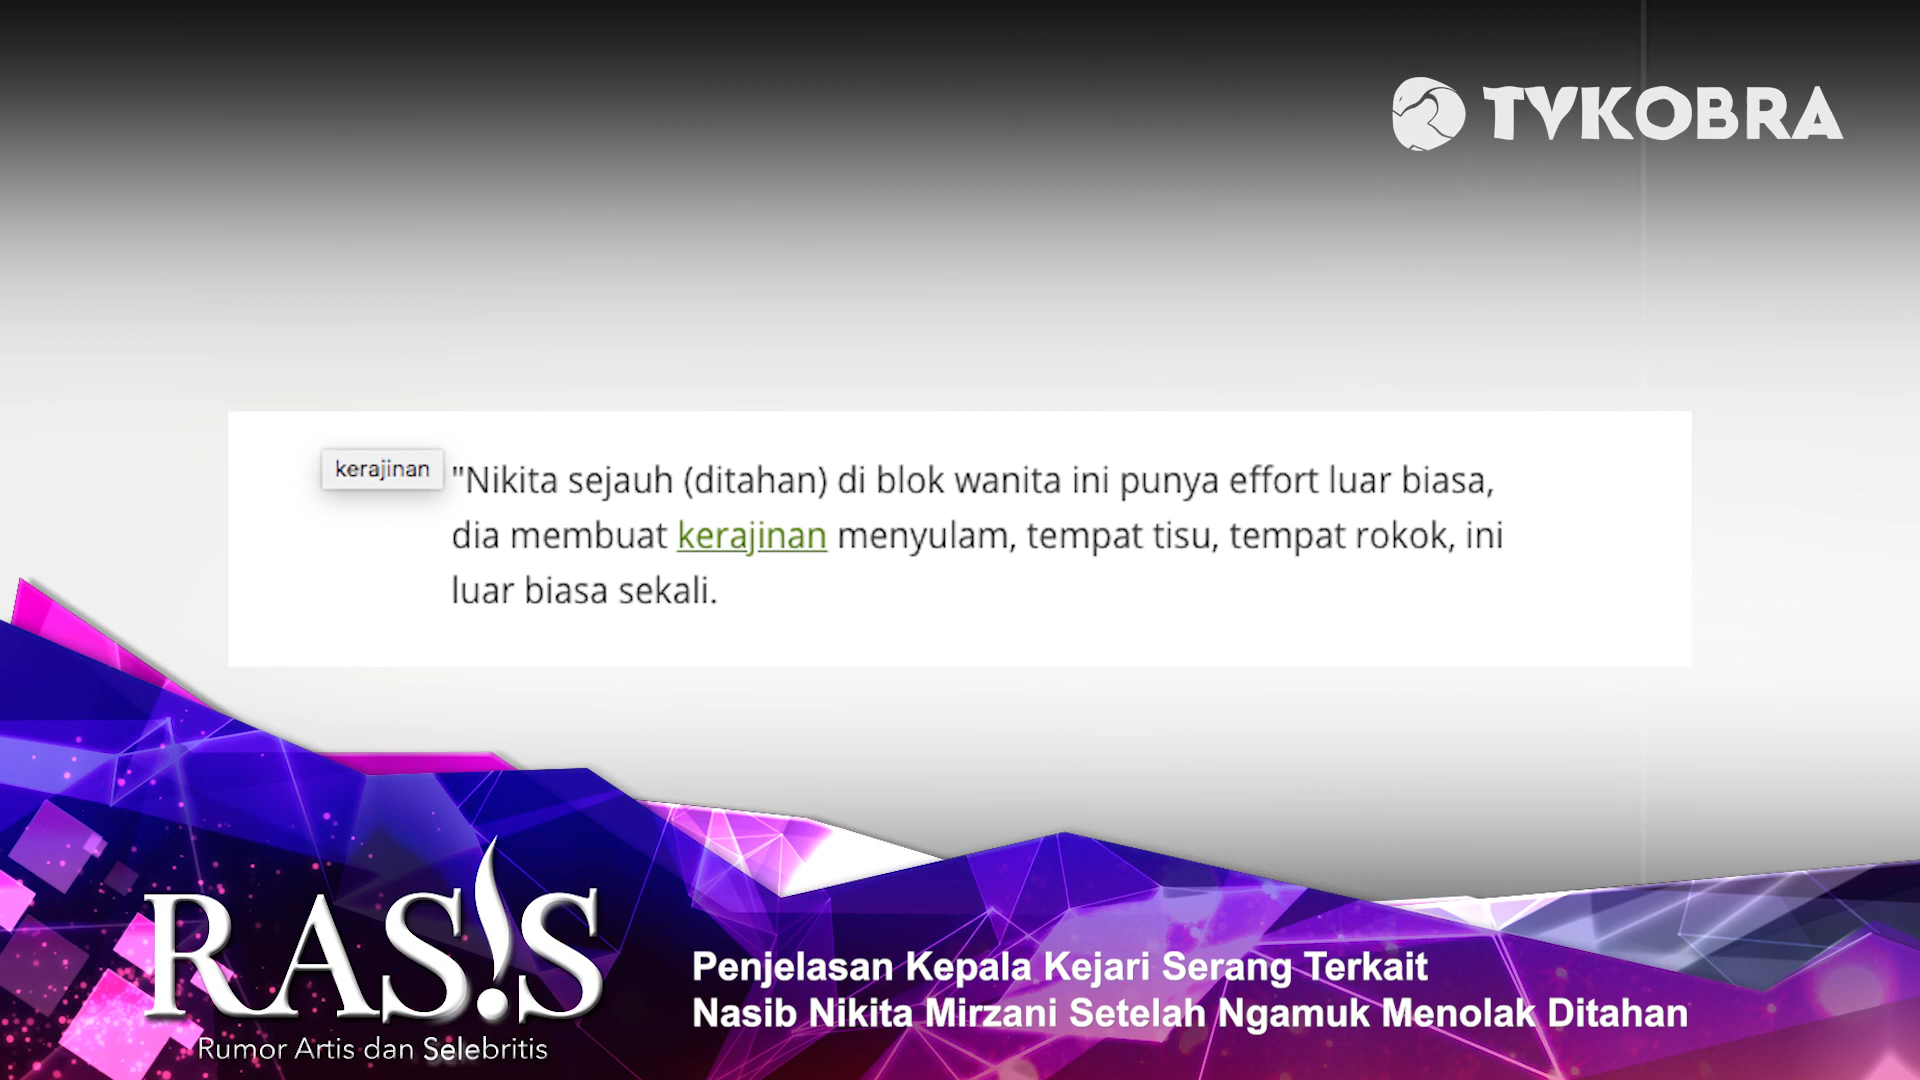 TVKOBRA
kerajinan
"Nikita sejauh (ditahan) di blok wanita ini punya effort luar biasa,
dia membuat kerajinan menyulam, tempat tisu, tempat rokok, ini
luar biasa sekali.
RASIS
Rumor Artis dan Selebritis
Penjelasan Kepala Kejari Serang Terkait
Nasib Nikita Mirzani Setelah Ngamuk Menolak Ditahan